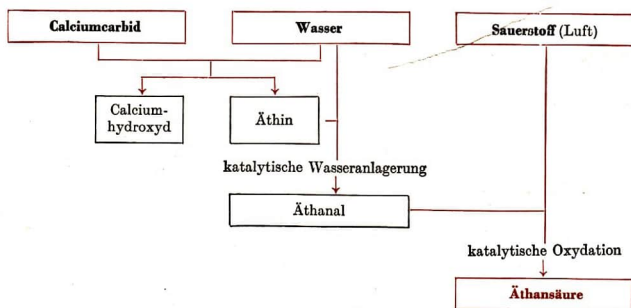 Calciumcarbid
Wasser
Sauerstoff (Luft)
Calcium-
hydroxyd
Äthin
katalytische Wasseranlagerung
Äthanal
katalytische Oxydation
Äthansäure